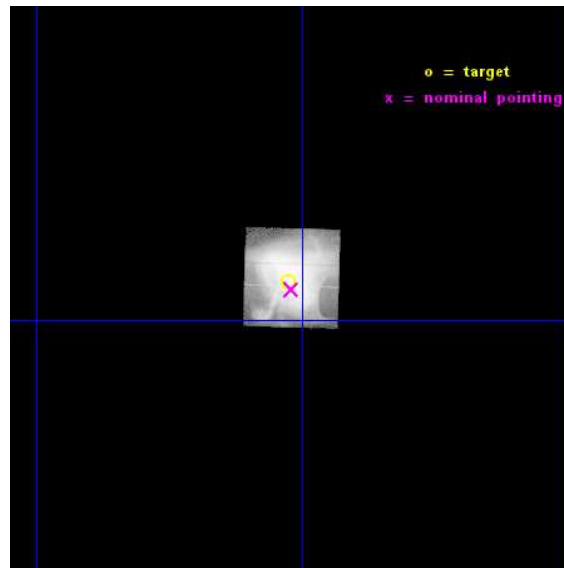 o = target
x = nominal pointing